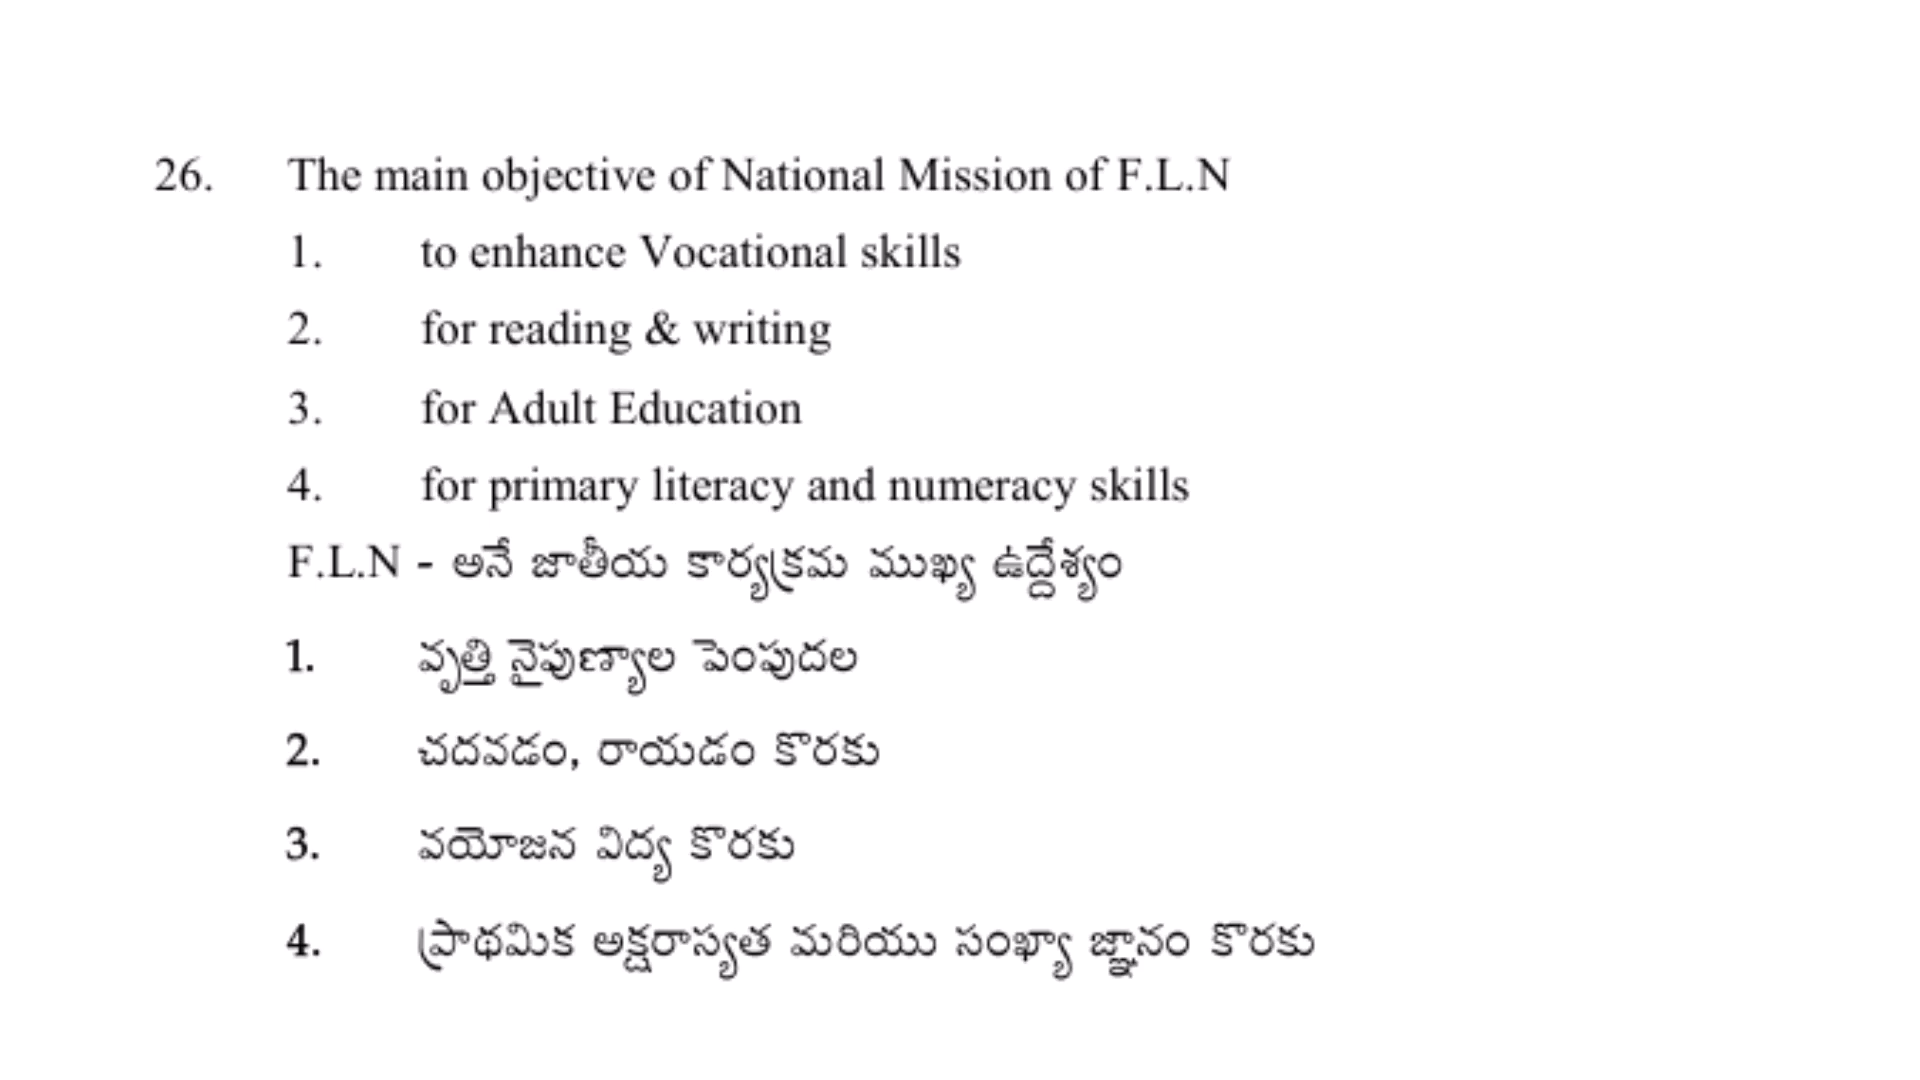 26. The main objective of National Mission of F.L.N
1. to enhance Vocational skills
2. for reading & writing
3. for Adult Education
4. for primary literacy and numeracy skills
F.L.N - అనే జాతీయ కార్యక్రమ ముఖ్య ఉద్దేశ్యం
1. వృత్తి నైపుణ్యాల పెంపుదల
2. చదవడం, రాయడం కొరకు
3. వయోజన విద్య కొరకు
4. ప్రాథమిక అక్షరాస్యత మరియు సంఖ్యా జ్ఞానం కొరకు